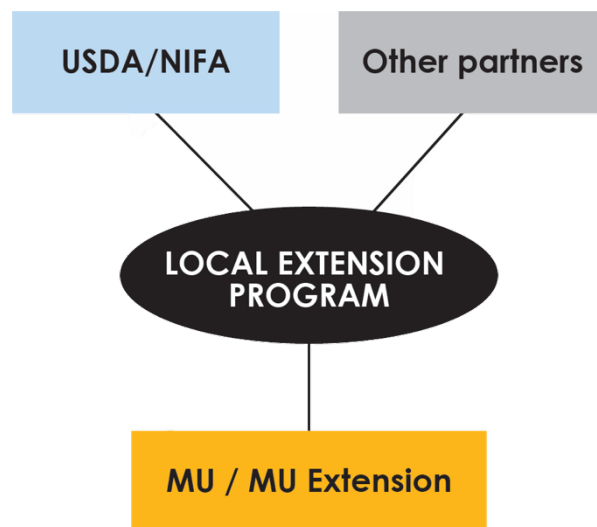 USDA/NIFA
Other partners
LOCAL EXTENSION
PROGRAM
MU / MU Extension